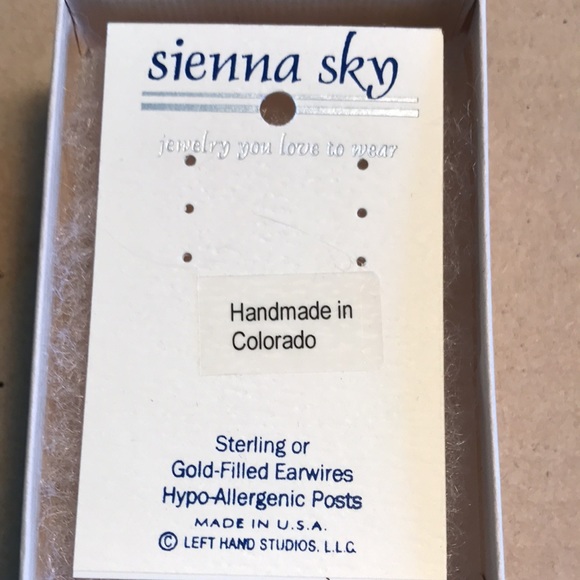 sienna sky
jewelry you love to wear
Handmade in
Colorado
Sterling or
Gold-Filled Earwires
Hypo-Allergenic Posts
MADE IN U.S.A.
© LEFT HAND STUDIOS. L.L.C.